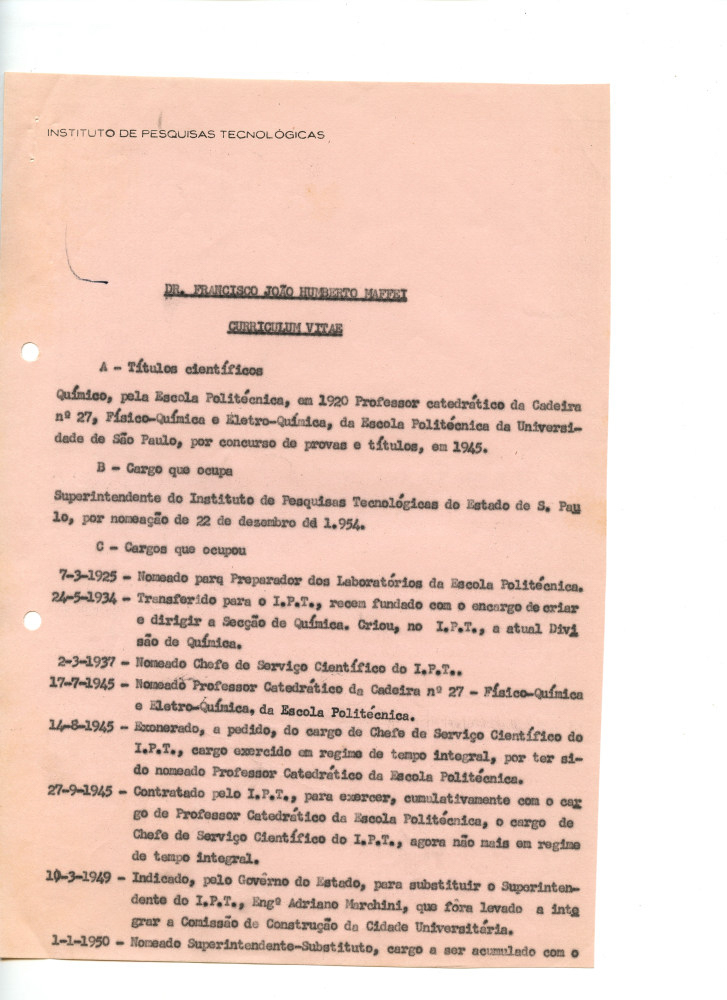 INSTITUTO DE PESQUISAS TECNOLÓGICAS
DR. FRANCISCO JOÃO HUMBERTO MAFFEI
CURRICULUM VITAE
A - Títulos científicos
Químico, pela Escola Politécnica, em 1920 Professor catedrático da Cadeira
nº 27, Físico-Química e Eletro-Química, da Escola Politécnica da Universi-
dade de São Paulo, por concurso de provas e títulos, em 1945.
B - Cargo que ocupa
Superintendente do Instituto de Pesquisas Tecnológicas do Estado de S. Pau
lo, por nomeação de 22 de dezembro dd 1.954.
C - Cargos que ocupou
7-3-1925 - Nomeado para Preparador dos Laboratórios da Escola Politécnica.
24-5-1934 - Transferido para o I.P.T., recem fundado com o encargo de criar
e dirigir a Secção de Química. Criou, no I.P.T., a atual Divi
são de Química.
2-3-1937 - Nomeado Chefe de Serviço Científico do I.P.T..
17-7-1945 - Nomeado Professor Catedrático da Cadeira nº 27 - Físico-Química
e Eletro-Química, da Escola Politécnica.
14-8-1945 - Exonerado, a pedido, do cargo de Chefe de Serviço Científico do
I.P.T., cargo exercido em regime de tempo integral, por ter si-
do nomeado Professor Catedrático da Escola Politécnica.
27-9-1945 - Contratado pelo I.P.T., para exercer, cumulativamente com o car
go de Professor Catedrático da Escola Politécnica, o cargo de
Chefe de Serviço Científico do I.P.T., agora não mais em regime
de tempo integral.
10-3-1949 - Indicado, pelo Govêrno do Estado, para substituir o Superinten-
dente do I.P.T., Engº Adriano Marchini, que fôra levado a inte
grar a Comissão de Construção da Cidade Universitária.
1-1-1950 - Nomeado Superintendente-Substituto, cargo a ser acumulado com o